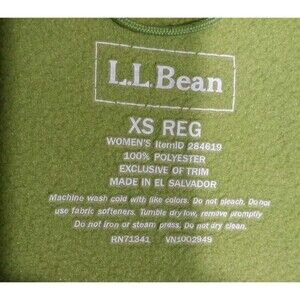 L.L.Bean
XS REG
WOMEN'S ItemID 284619
100% POLYESTER
EXCLUSIVE OF TRIM
MADE IN EL SALVADOR
Machine wash cold with like colors. Do not bleach. Do not
use fabric softeners. Tumble dry low, remove promptly
Do not iron or steam press. Do not dry clean.
RN71341 VN1002949